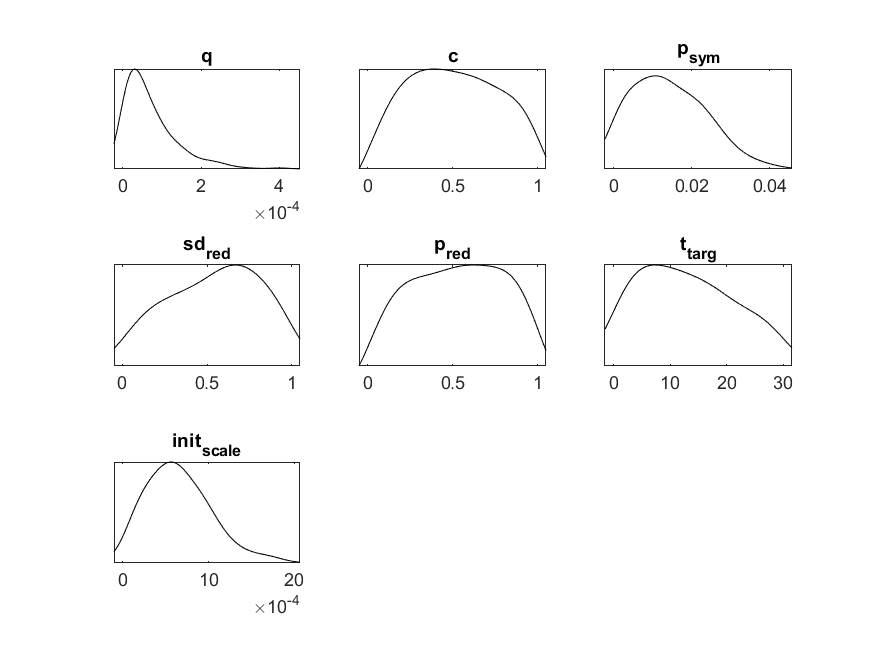 q c p_sym
0 2 4 0 0.5 1 0 0.02 0.04
×10^-4
sd_red p_red t_targ
0 0.5 1 0 0.5 1 0 10 20 30
init_scale
0 10 20
×10^-4